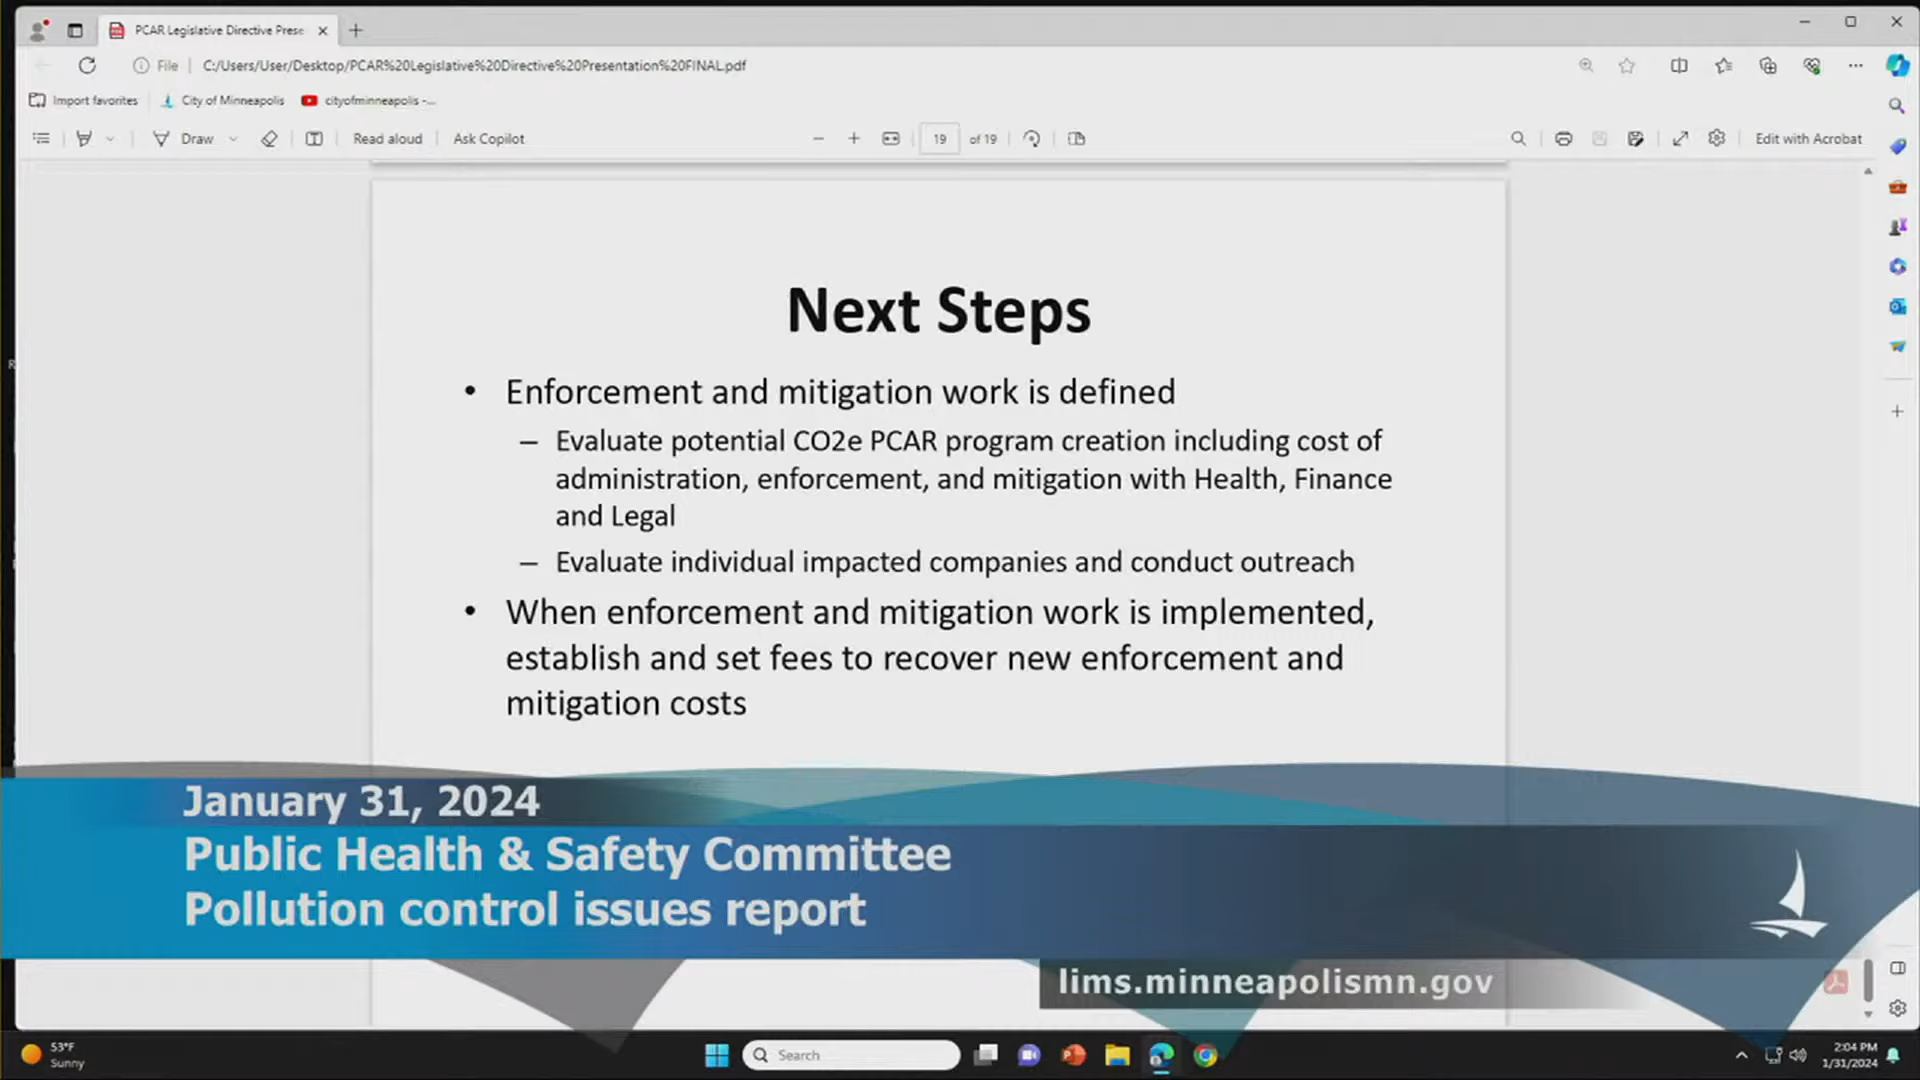 PCAR Legislative Directive Prese
File
C:/Users/User/Desktop/PCAR%20Legislative%20Directive%20Presentation%20FINAL.pdf
Import favorites
City of Minneapolis
cityofminneapolis -...
Draw
Read aloud
Ask Copilot
19
of 19
Edit with Acrobat
Next Steps
• Enforcement and mitigation work is defined
– Evaluate potential CO2e PCAR program creation including cost of
administration, enforcement, and mitigation with Health, Finance
and Legal
– Evaluate individual impacted companies and conduct outreach
• When enforcement and mitigation work is implemented,
establish and set fees to recover new enforcement and
mitigation costs
January 31, 2024
Public Health & Safety Committee
Pollution control issues report
lims.minneapolismn.gov
53°F
Sunny
Search
2:04 PM
1/31/2024